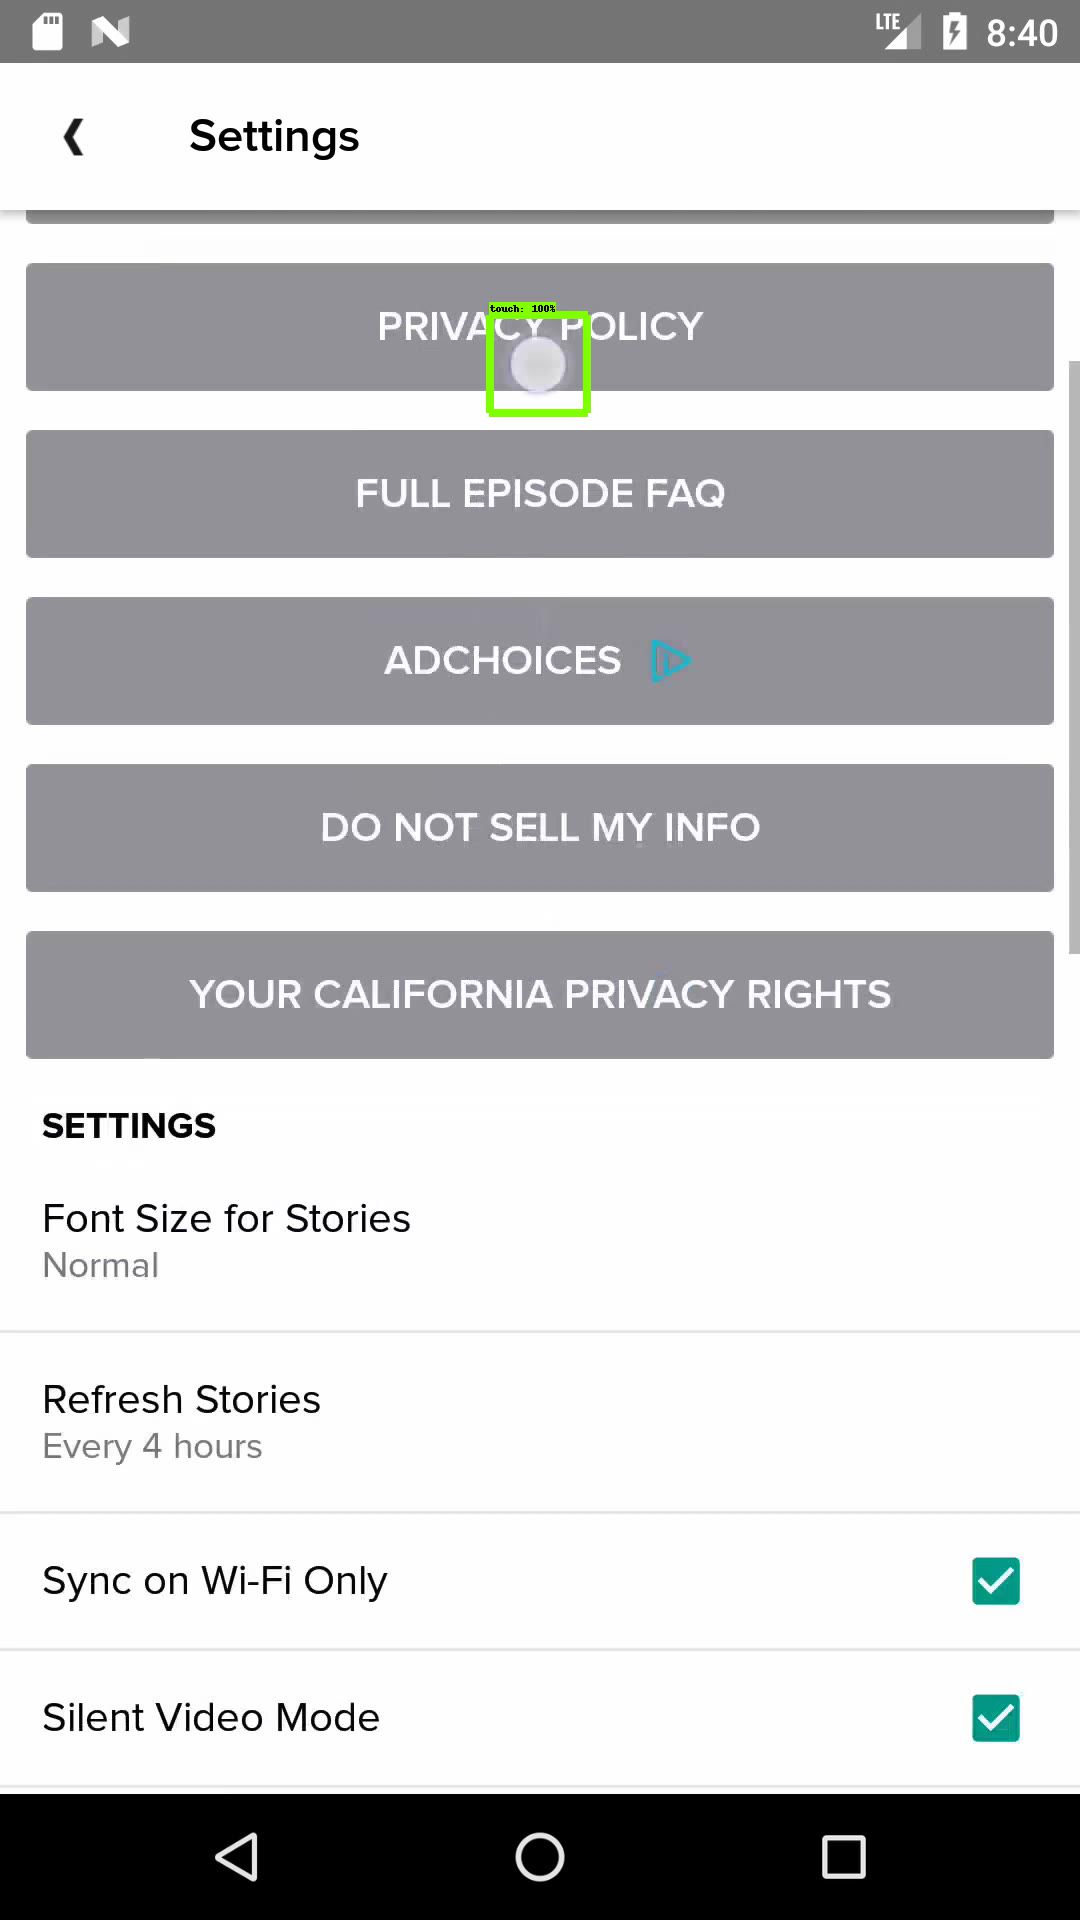 LTE 8:40
Settings
touch: 100%
PRIVACY POLICY
FULL EPISODE FAQ
ADCHOICES
DO NOT SELL MY INFO
YOUR CALIFORNIA PRIVACY RIGHTS
SETTINGS
Font Size for Stories
Normal
Refresh Stories
Every 4 hours
Sync on Wi-Fi Only
Silent Video Mode